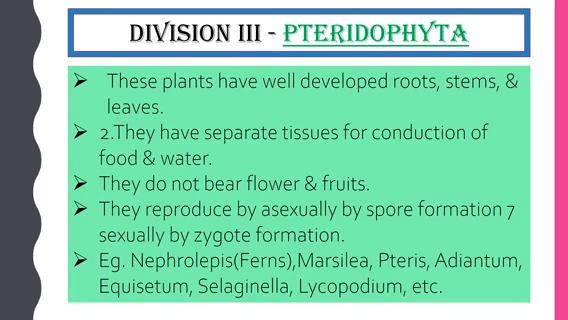 DIVISION III - PTERIDOPHYTA
➢ These plants have well developed roots, stems, &
leaves.
➢ 2.They have separate tissues for conduction of
food & water.
➢ They do not bear flower & fruits.
➢ They reproduce by asexually by spore formation 7
sexually by zygote formation.
➢ Eg. Nephrolepis(Ferns),Marsilea, Pteris, Adiantum,
Equisetum, Selaginella, Lycopodium, etc.